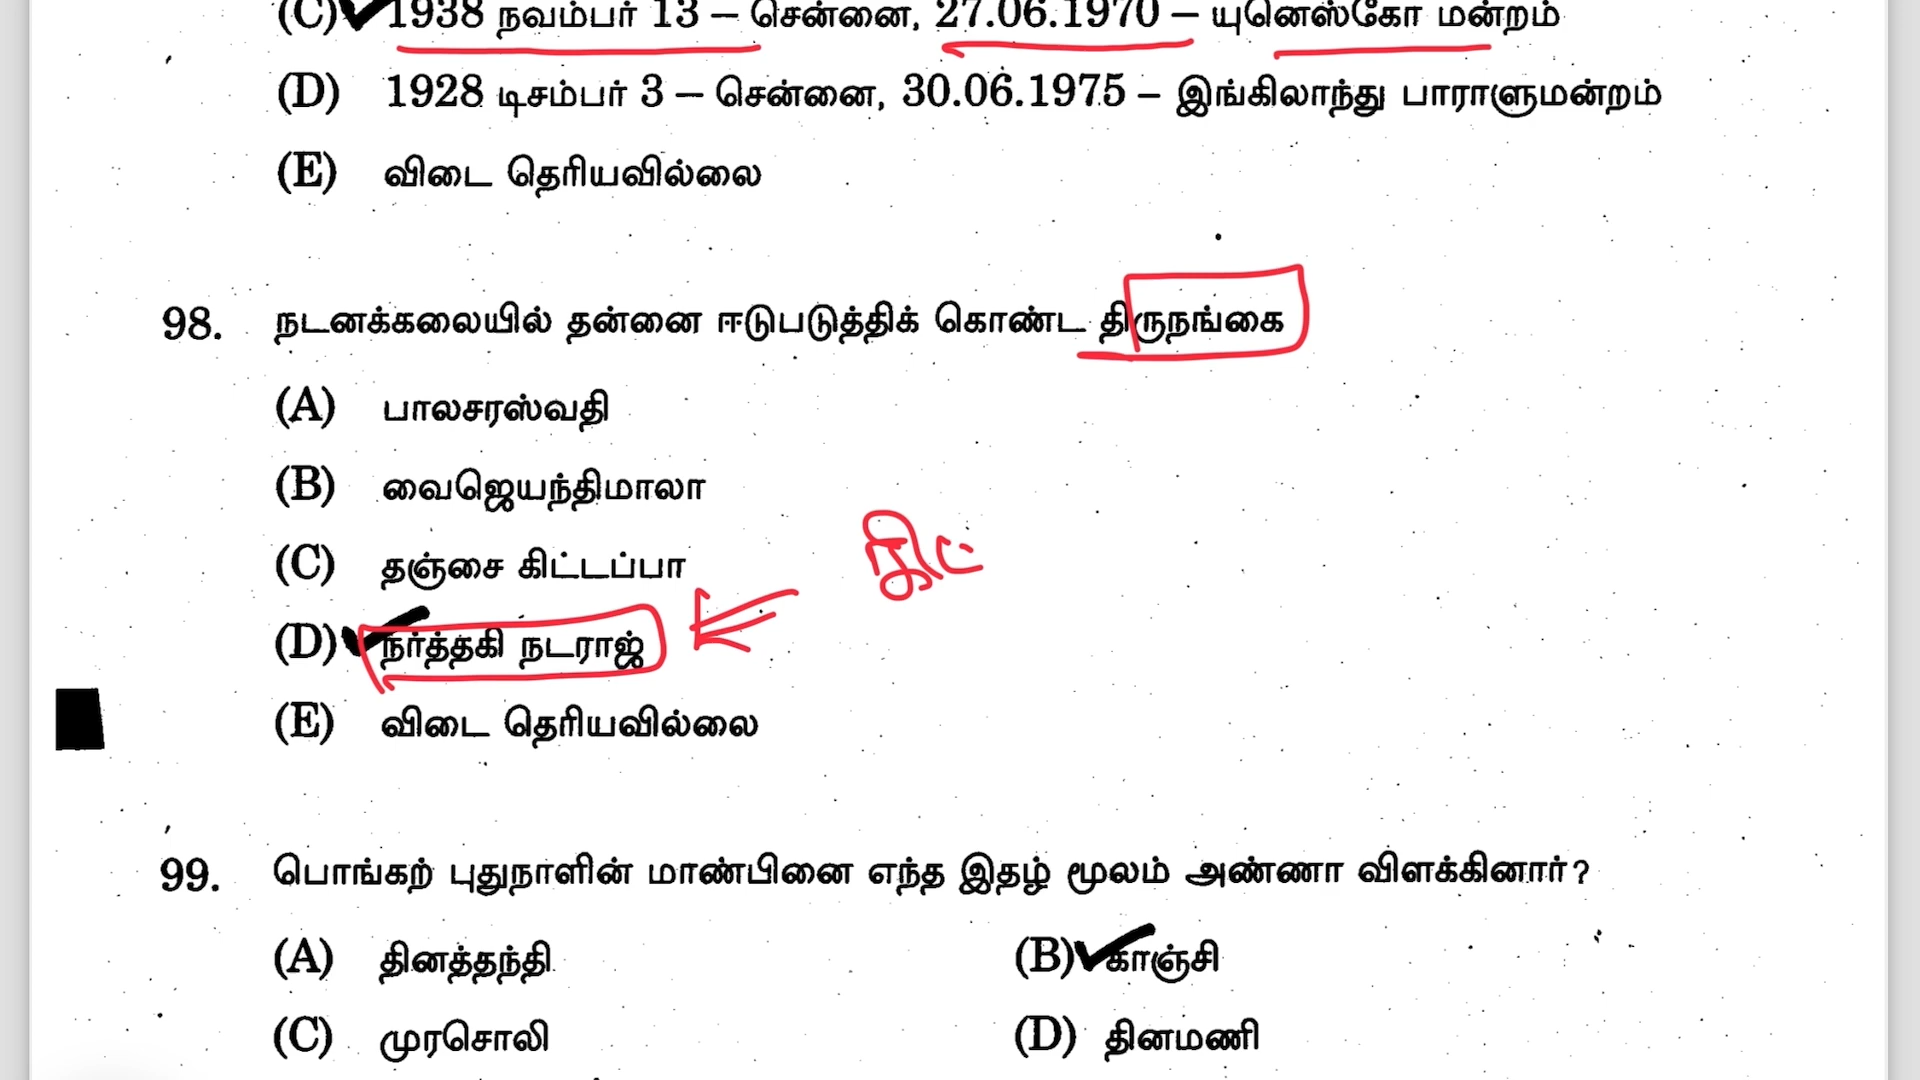 (C) 1938 நவம்பர் 13 – சென்னை, 27.06.1970 – யுனெஸ்கோ மன்றம்
(D) 1928 டிசம்பர் 3 – சென்னை, 30.06.1975 – இங்கிலாந்து பாராளுமன்றம்
(E) விடை தெரியவில்லை
98. நடனக்கலையில் தன்னை ஈடுபடுத்திக் கொண்ட திருநங்கை
(A) பாலசரஸ்வதி
(B) வைஜெயந்திமாலா
(C) தஞ்சை கிட்டப்பா
(D) நர்த்தகி நடராஜ்
(E) விடை தெரியவில்லை
99. பொங்கற் புதுநாளின் மாண்பினை எந்த இதழ் மூலம் அண்ணா விளக்கினார்?
(A) தினத்தந்தி
(B) காஞ்சி
(C) முரசொலி
(D) தினமணி